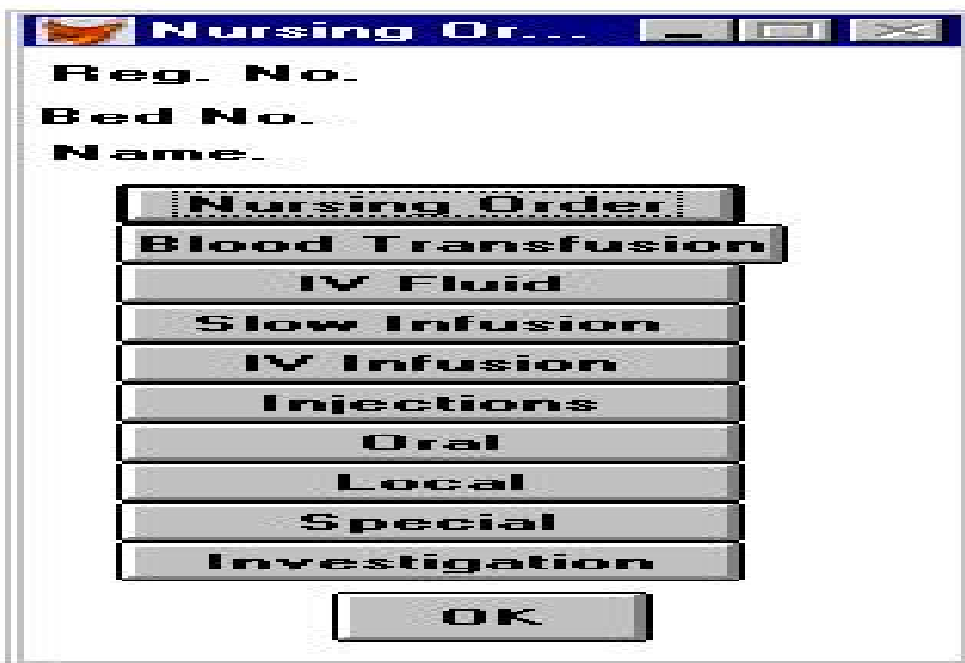 Nursing Or...
Reg. No.
Bed No.
Name.
Nursing Order
Blood Transfusion
IV Fluid
Slow Infusion
IV Infusion
Injections
Oral
Local
Special
Investigation
OK